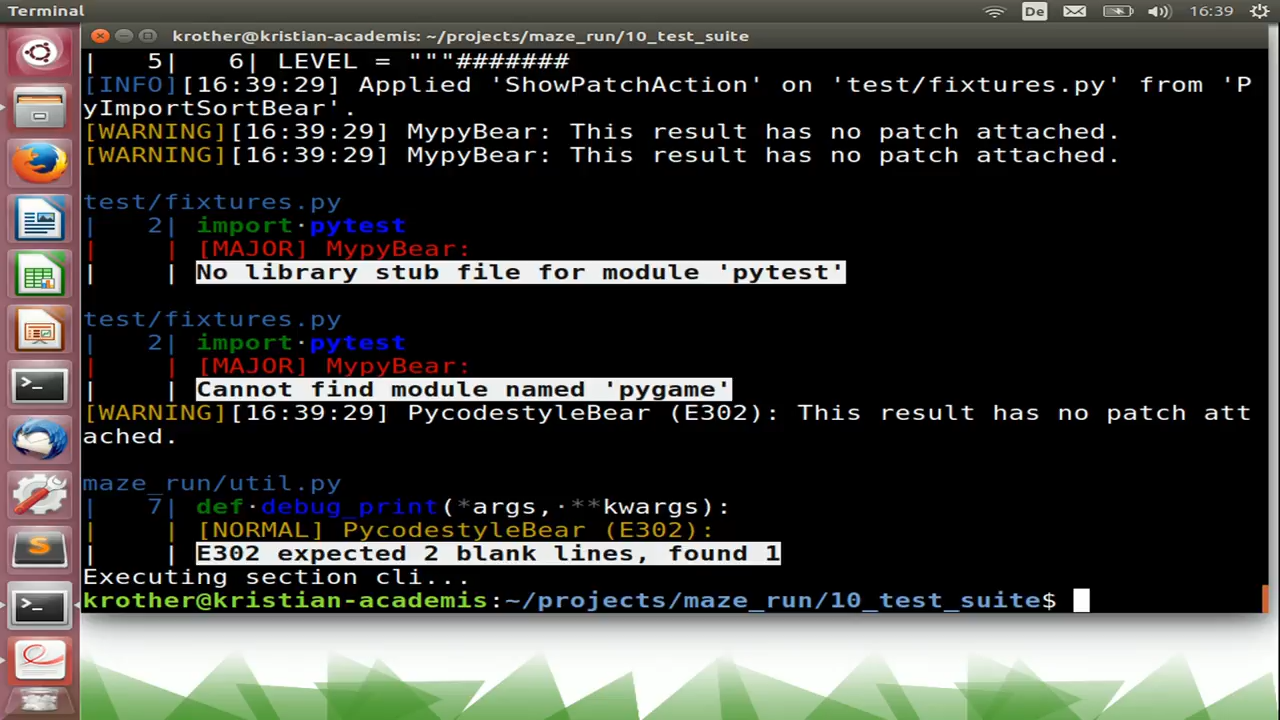 Terminal
De
16:39
krother@kristian-academis: ~/projects/maze_run/10_test_suite
|    5|    6| LEVEL = """#######
[INFO][16:39:29] Applied 'ShowPatchAction' on 'test/fixtures.py' from 'P
yImportSortBear'.
[WARNING][16:39:29] MypyBear: This result has no patch attached.
[WARNING][16:39:29] MypyBear: This result has no patch attached.
test/fixtures.py
|    2| import·pytest
|     | [MAJOR] MypyBear:
|     | No library stub file for module 'pytest'
test/fixtures.py
|    2| import·pytest
|     | [MAJOR] MypyBear:
|     | Cannot find module named 'pygame'
[WARNING][16:39:29] PycodestyleBear (E302): This result has no patch att
ached.
maze_run/util.py
|    7| def·debug_print(*args,·**kwargs):
|     | [NORMAL] PycodestyleBear (E302):
|     | E302 expected 2 blank lines, found 1
Executing section cli...
krother@kristian-academis:~/projects/maze_run/10_test_suite$